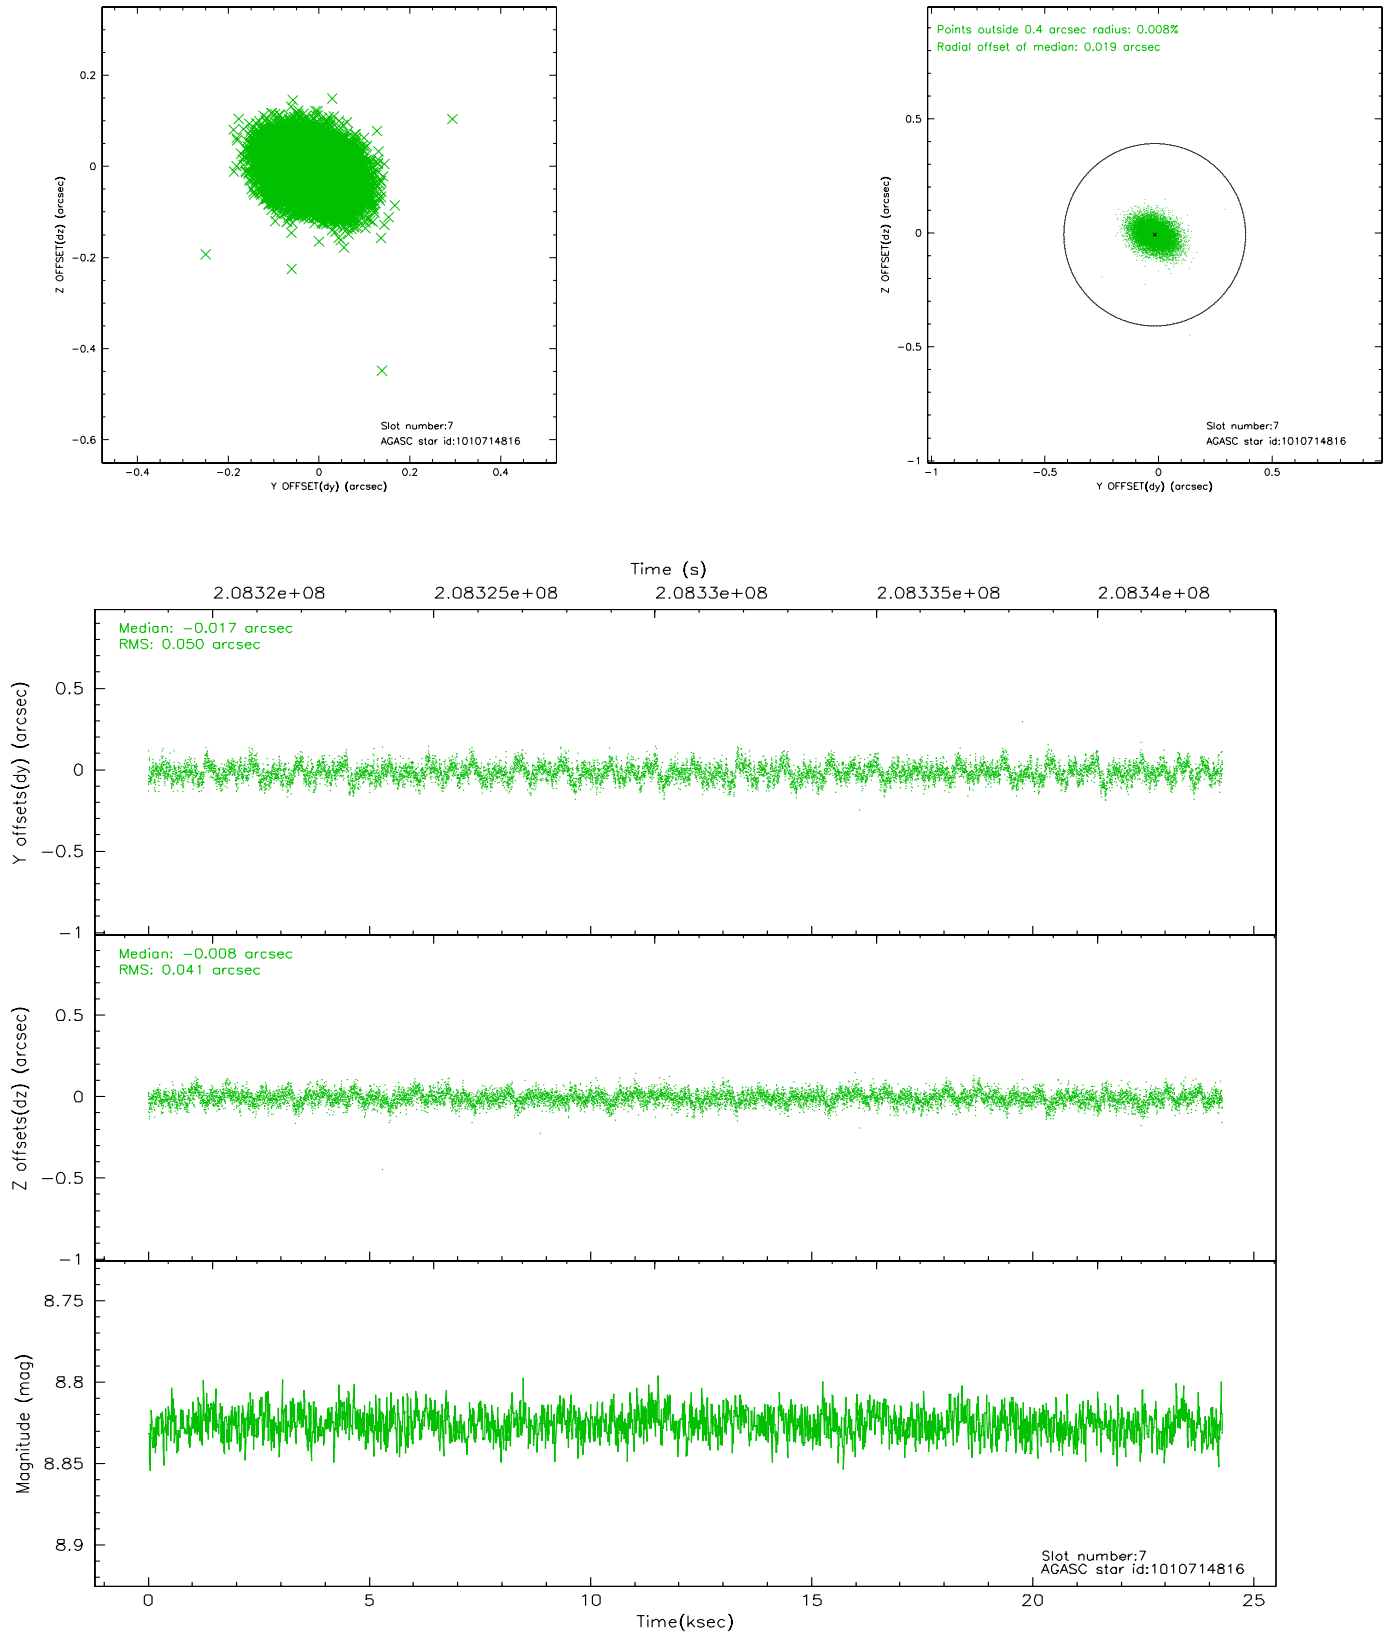 0.2
0
−0.2
−0.4
−0.6
Z OFFSET(dz) (arcsec)
Slot number:7
AGASC star id:1010714816
−0.4 −0.2 0 0.2 0.4
Y OFFSET(dy) (arcsec)
Points outside 0.4 arcsec radius: 0.008%
Radial offset of median: 0.019 arcsec
0.5
0
−0.5
−1
Z OFFSET(dz) (arcsec)
Slot number:7
AGASC star id:1010714816
−1 −0.5 0 0.5
Y OFFSET(dy) (arcsec)
Time (s)
2.0832e+08 2.08325e+08 2.0833e+08 2.08335e+08 2.0834e+08
Median: −0.017 arcsec
RMS: 0.050 arcsec
0.5
0
−0.5
−1
Y offsets(dy) (arcsec)
Median: −0.008 arcsec
RMS: 0.041 arcsec
0.5
0
−0.5
−1
Z offsets(dz) (arcsec)
8.75
8.8
8.85
8.9
Magnitude (mag)
Slot number:7
AGASC star id:1010714816
0 5 10 15 20 25
Time(ksec)